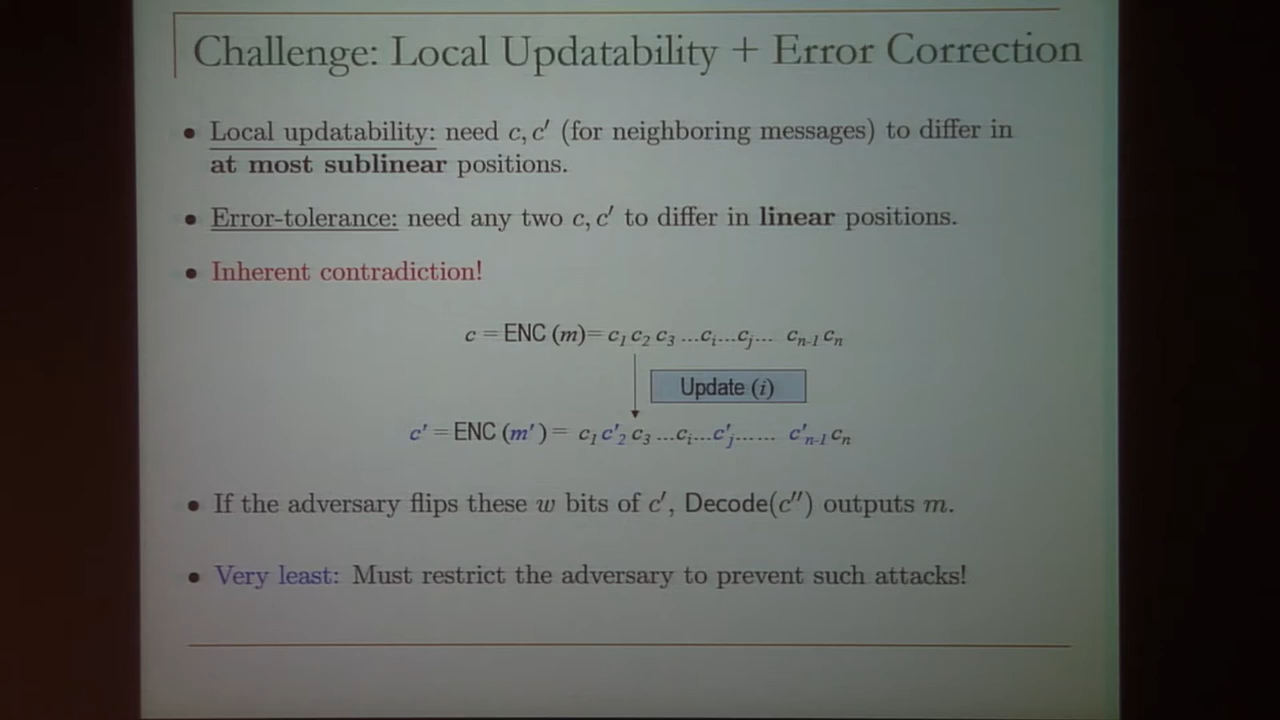 Challenge: Local Updatability + Error Correction
• Local updatability: need c, c′ (for neighboring messages) to differ in
at most sublinear positions.
• Error-tolerance: need any two c, c′ to differ in linear positions.
• Inherent contradiction!
c = ENC (m)= c₁ c₂ c₃ ...cᵢ...cⱼ... cₙ₋₁ cₙ
Update (i)
c′ = ENC (m′) = c₁ c′₂ c₃ ...cᵢ...c′ⱼ...... c′ₙ₋₁ cₙ
• If the adversary flips these w bits of c′, Decode(c″) outputs m.
• Very least: Must restrict the adversary to prevent such attacks!